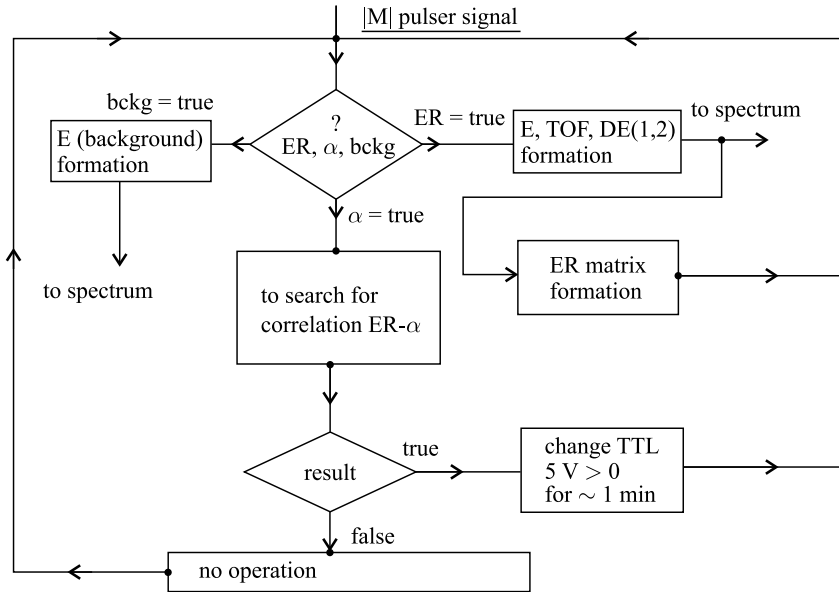 |M| pulser signal
bckg = true
E (background)
formation
?
ER, α, bckg
ER = true
E, TOF, DE(1,2)
formation
to spectrum
α = true
to spectrum
to search for
correlation ER-α
ER matrix
formation
result
true
change TTL
5 V > 0
for ~ 1 min
false
no operation